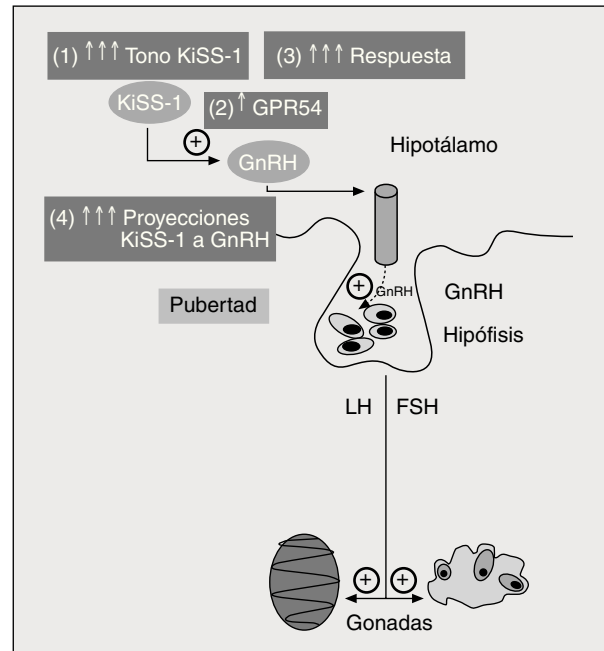 (1) ↑↑↑ Tono KiSS-1
(3) ↑↑↑ Respuesta
KiSS-1
(2) ↑ GPR54
+
GnRH
Hipotálamo
(4) ↑↑↑ Proyecciones
KiSS-1 a GnRH
+
GnRH
GnRH
Pubertad
Hipófisis
LH
FSH
+
+
Gonadas